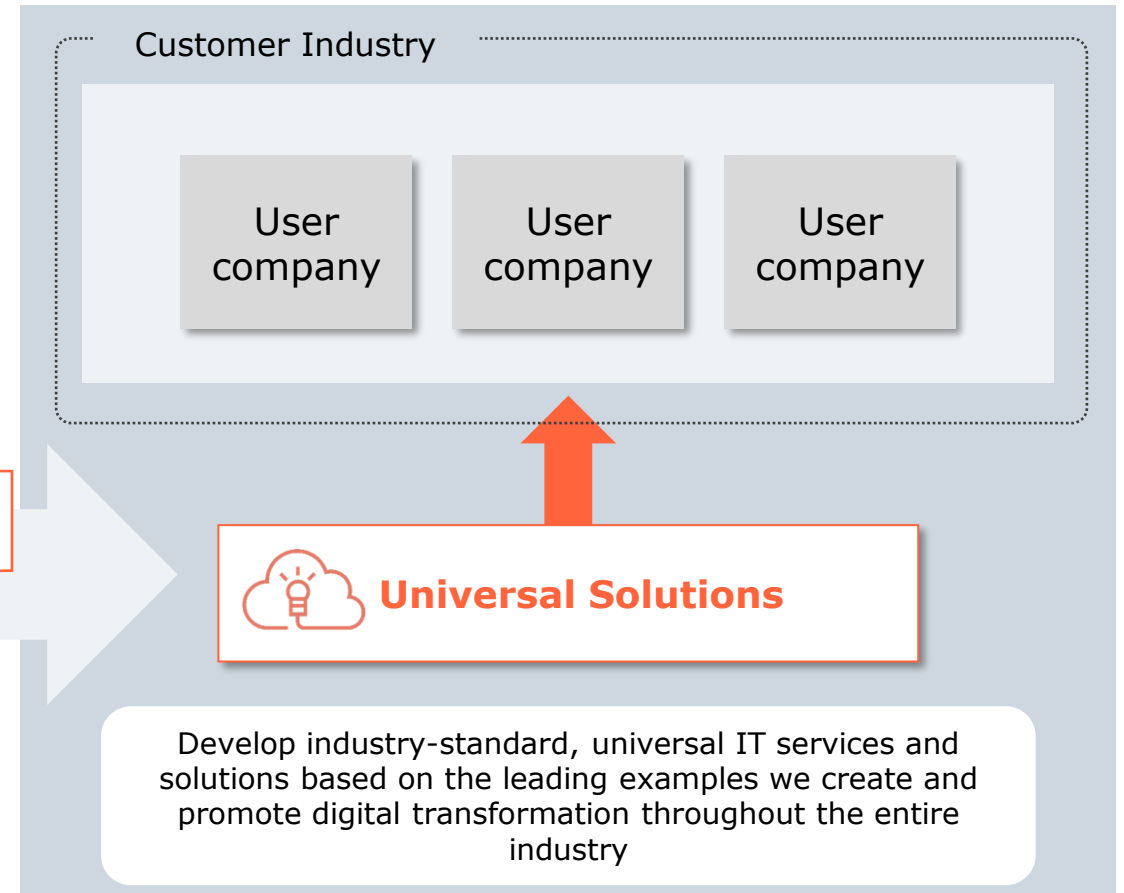 Customer Industry
User
company
User
company
User
company
Universal Solutions
Develop industry-standard, universal IT services and
solutions based on the leading examples we create and
promote digital transformation throughout the entire
industry